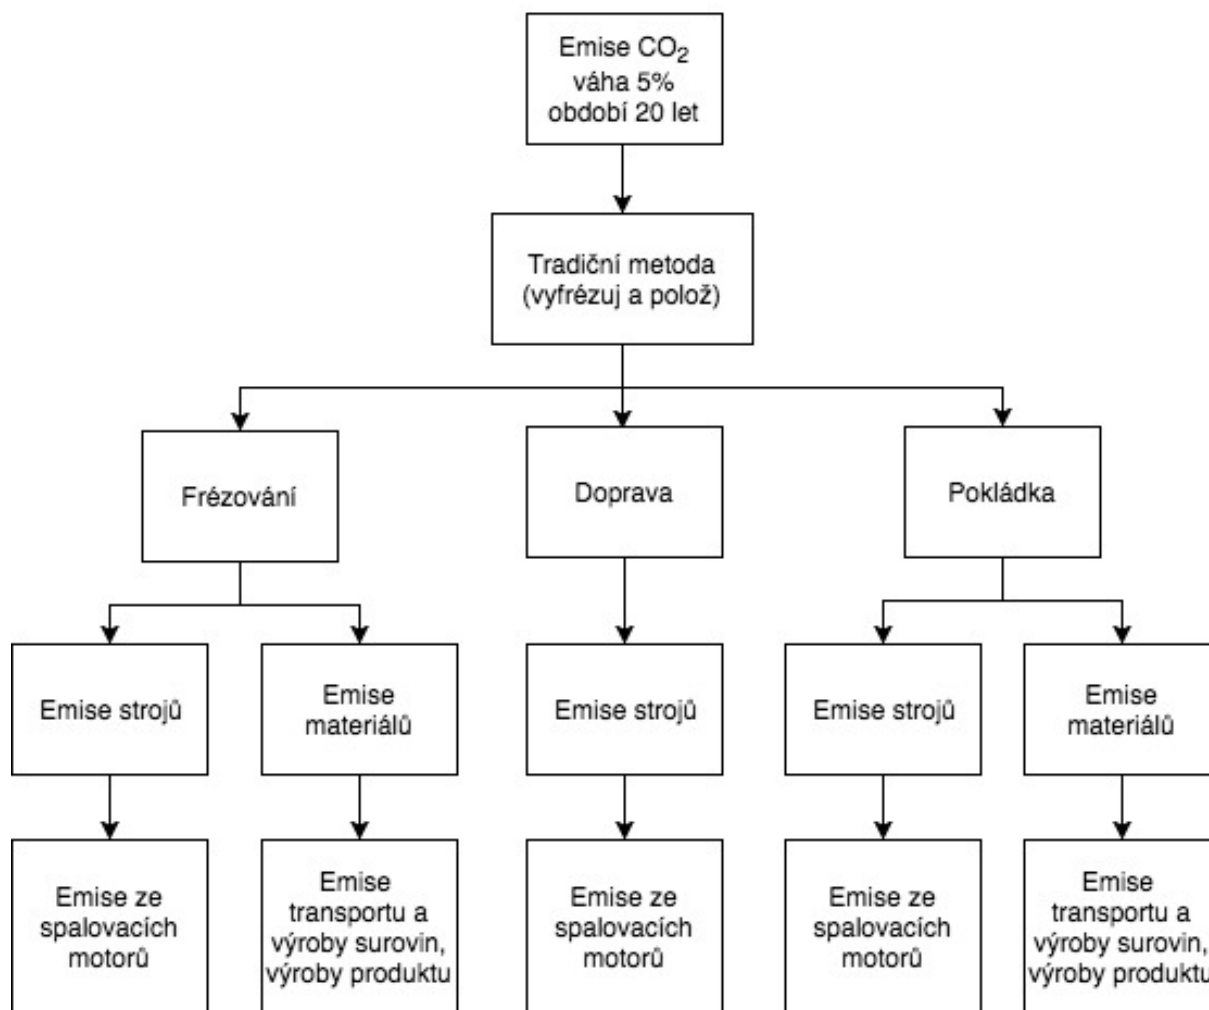 Emise CO₂
váha 5%
období 20 let
Tradiční metoda
(vyfrézuj a polož)
Frézování
Doprava
Pokládka
Emise strojů
Emise
materiálů
Emise strojů
Emise strojů
Emise
materiálů
Emise ze
spalovacích
motorů
Emise
transportu a
výroby surovin,
výroby produktu
Emise ze
spalovacích
motorů
Emise ze
spalovacích
motorů
Emise
transportu a
výroby surovin,
výroby produktu